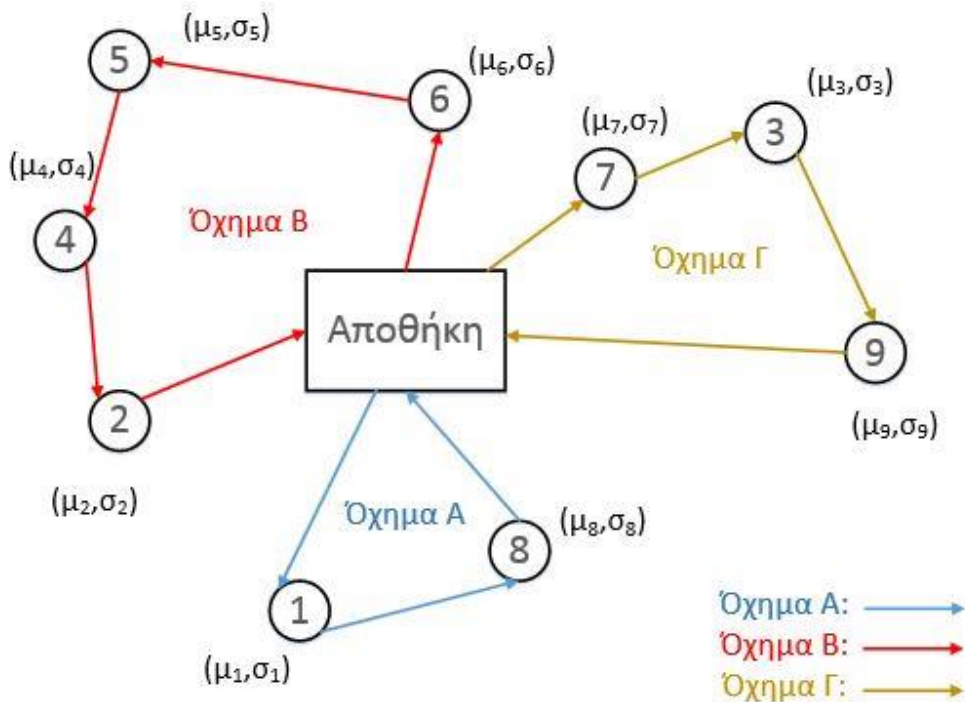 (μ₅,σ₅)
5
(μ₆,σ₆)
6
(μ₃,σ₃)
3
(μ₇,σ₇)
7
(μ₄,σ₄)
4
Όχημα Β
Όχημα Γ
Αποθήκη
9
(μ₉,σ₉)
2
(μ₂,σ₂)
Όχημα Α
(μ₈,σ₈)
8
1
(μ₁,σ₁)
Όχημα Α:
Όχημα Β:
Όχημα Γ: